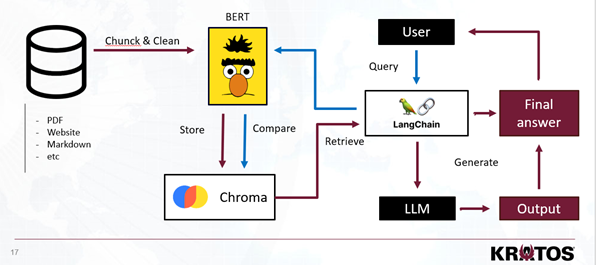 BERT
Chunck & Clean
User
Query
- PDF
- Website
- Markdown
- etc
Store
Compare
LangChain
Final
answer
Retrieve
Generate
Chroma
LLM
Output
17
KRATOS